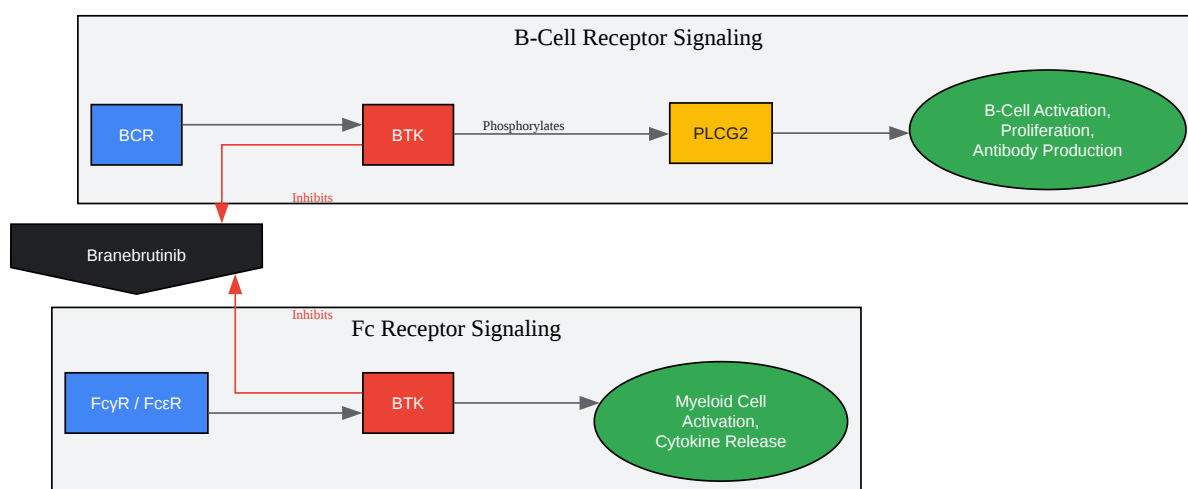 B-Cell Receptor Signaling
BCR
BTK
Phosphorylates
PLCG2
B-Cell Activation,
Proliferation,
Antibody Production
Inhibits
Branebrutinib
Inhibits
Fc Receptor Signaling
FcγR / FcεR
BTK
Myeloid Cell
Activation,
Cytokine Release